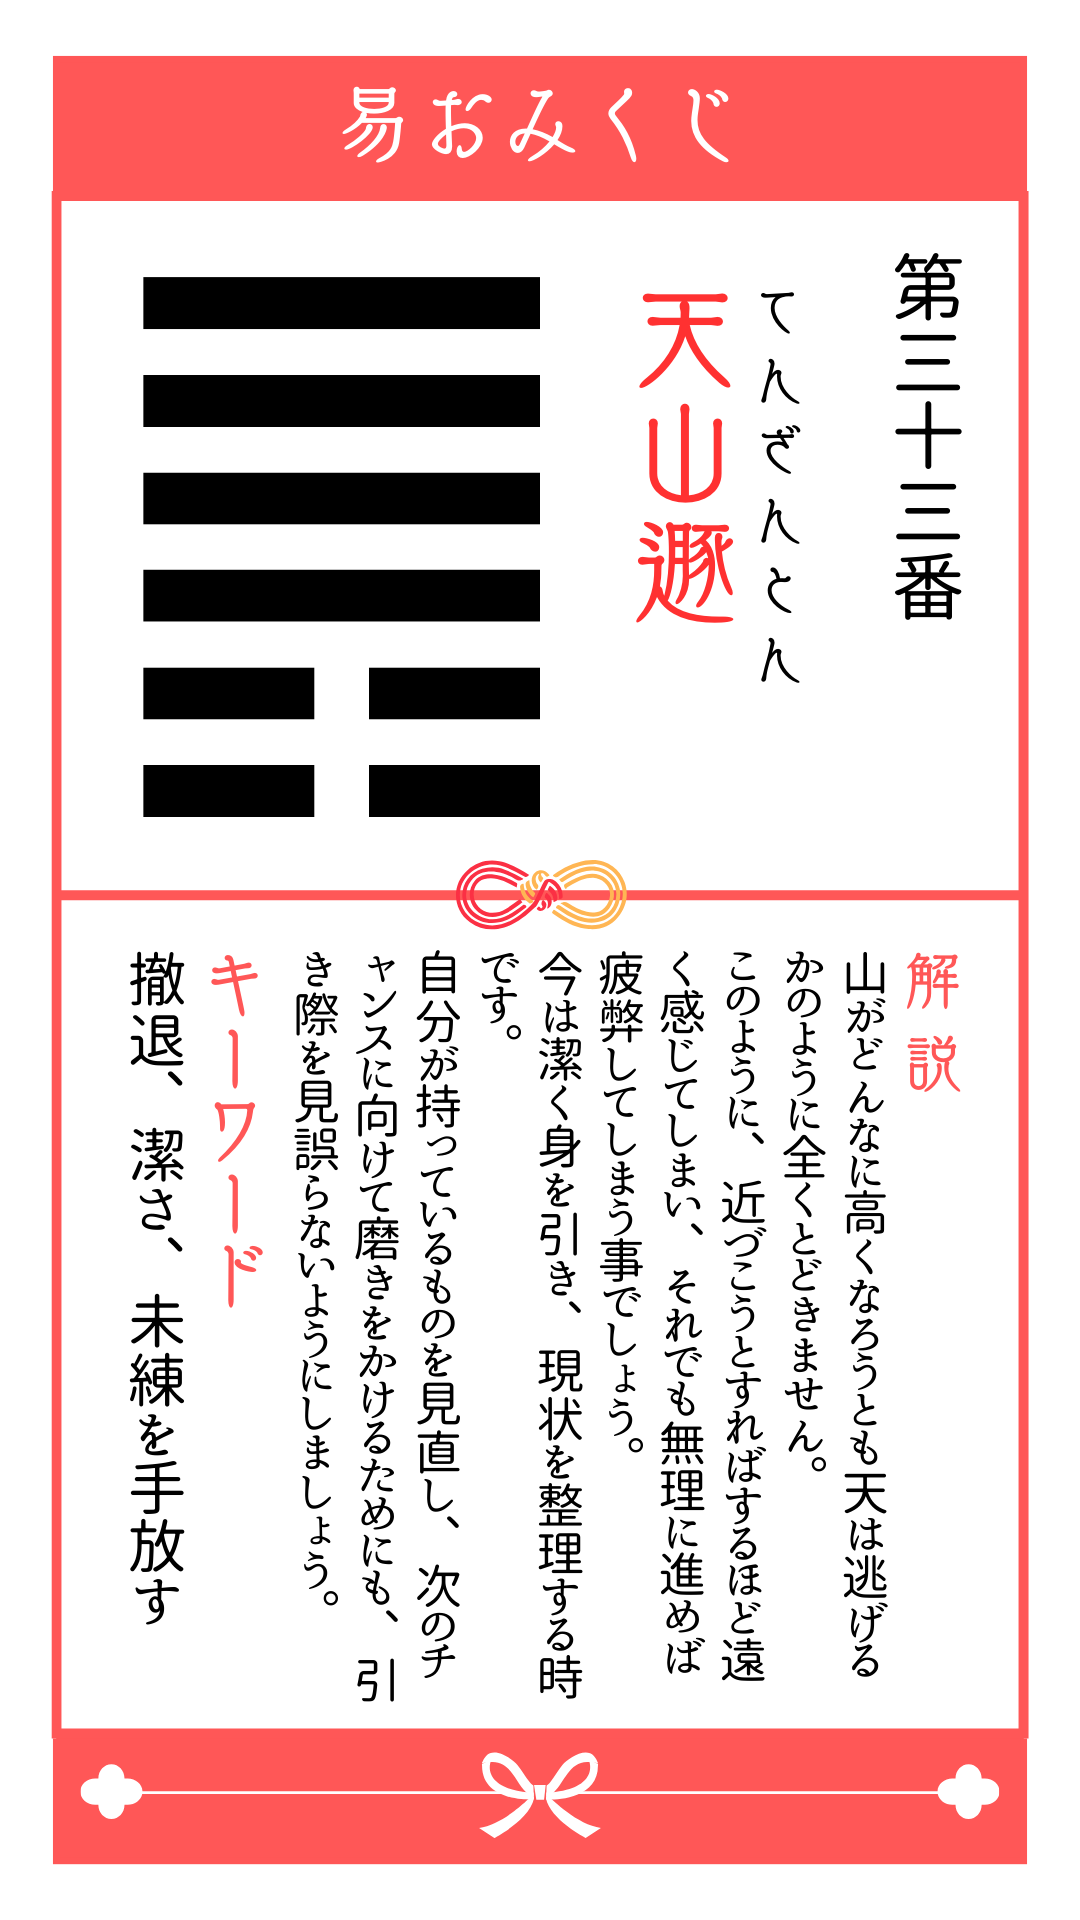 易おみくじ
第三十三番
てんざんとん
天山遯
解説
山がどんなに高くなろうとも天は逃げる
かのように全くとどきません。
このように、近づこうとすればするほど遠
く感じてしまい、それでも無理に進めば
疲弊してしまう事でしょう。
今は潔く身を引き、現状を整理する時
です。
自分が持っているものを見直し、次のチ
ャンスに向けて磨きをかけるためにも、引
き際を見誤らないようにしましょう。
キーワード
撤退、潔さ、未練を手放す